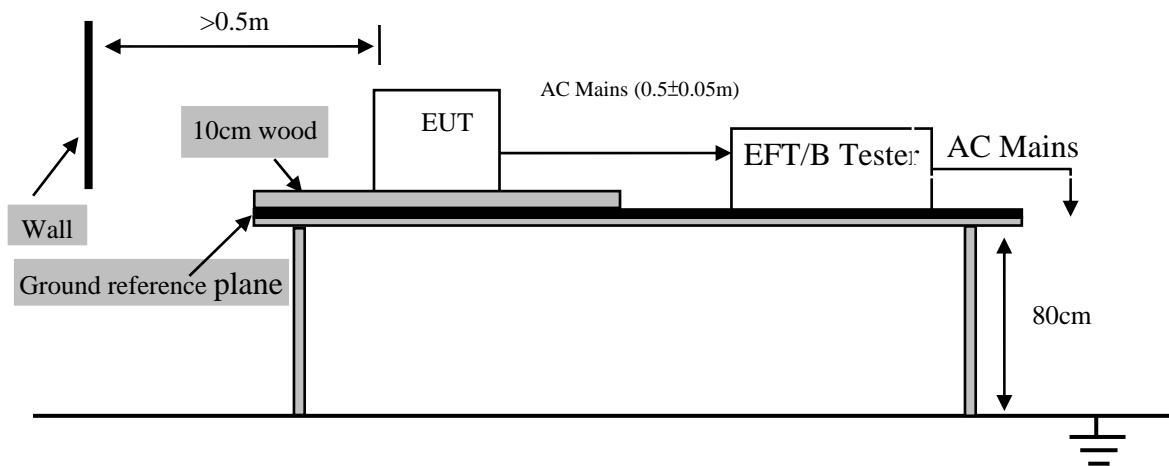 >0.5m
AC Mains (0.5±0.05m)
10cm wood
EUT
EFT/B Tester
AC Mains
Wall
Ground reference plane
80cm